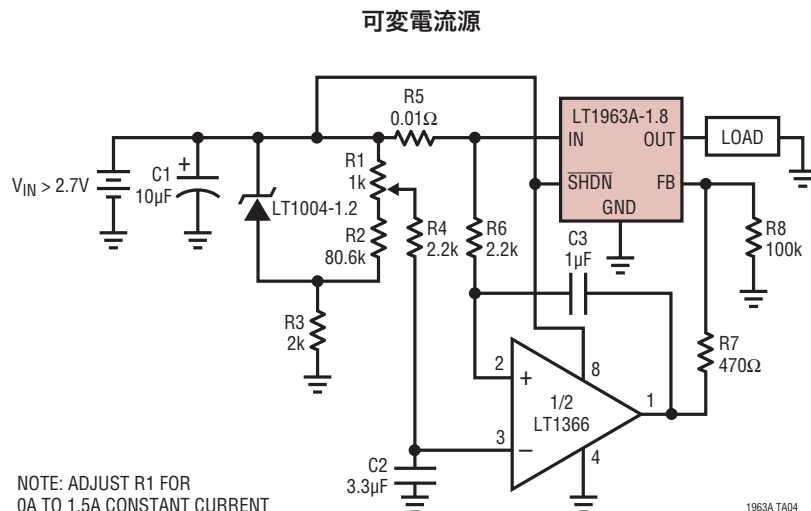 可変電流源
R5
0.01Ω
LT1963A-1.8
IN
OUT
LOAD
SHDN
FB
GND
VIN > 2.7V
C1
+
10µF
LT1004-1.2
R1
1k
R2
80.6k
R4
2.2k
R6
2.2k
C3
1µF
R8
100k
R3
2k
R7
470Ω
2
+
8
1/2
LT1366
1
3
–
4
C2
3.3µF
NOTE: ADJUST R1 FOR
0A TO 1.5A CONSTANT CURRENT
1963A TA04